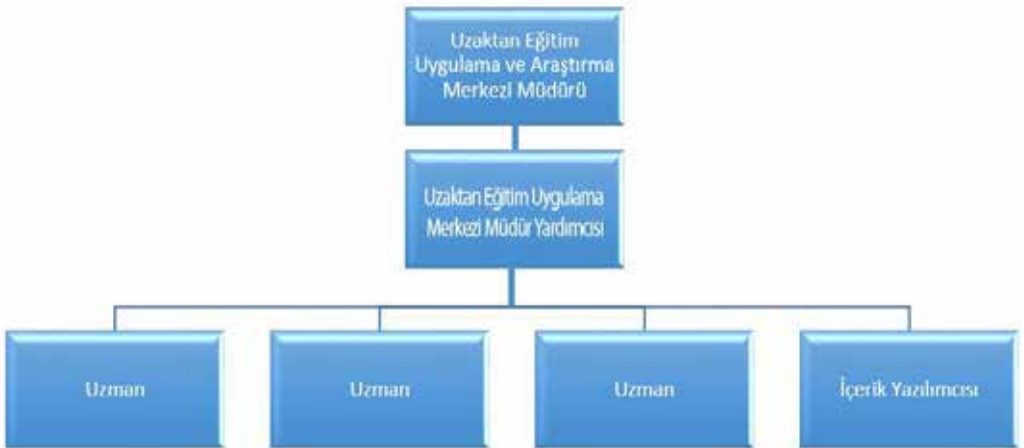 Uzaktan Eğitim
Uygulama ve Araştırma
Merkezi Müdürü
Uzaktan Eğitim Uygulama
Merkezi Müdür Yardımcısı
Uzman
Uzman
Uzman
İçerik Yazılımcısı